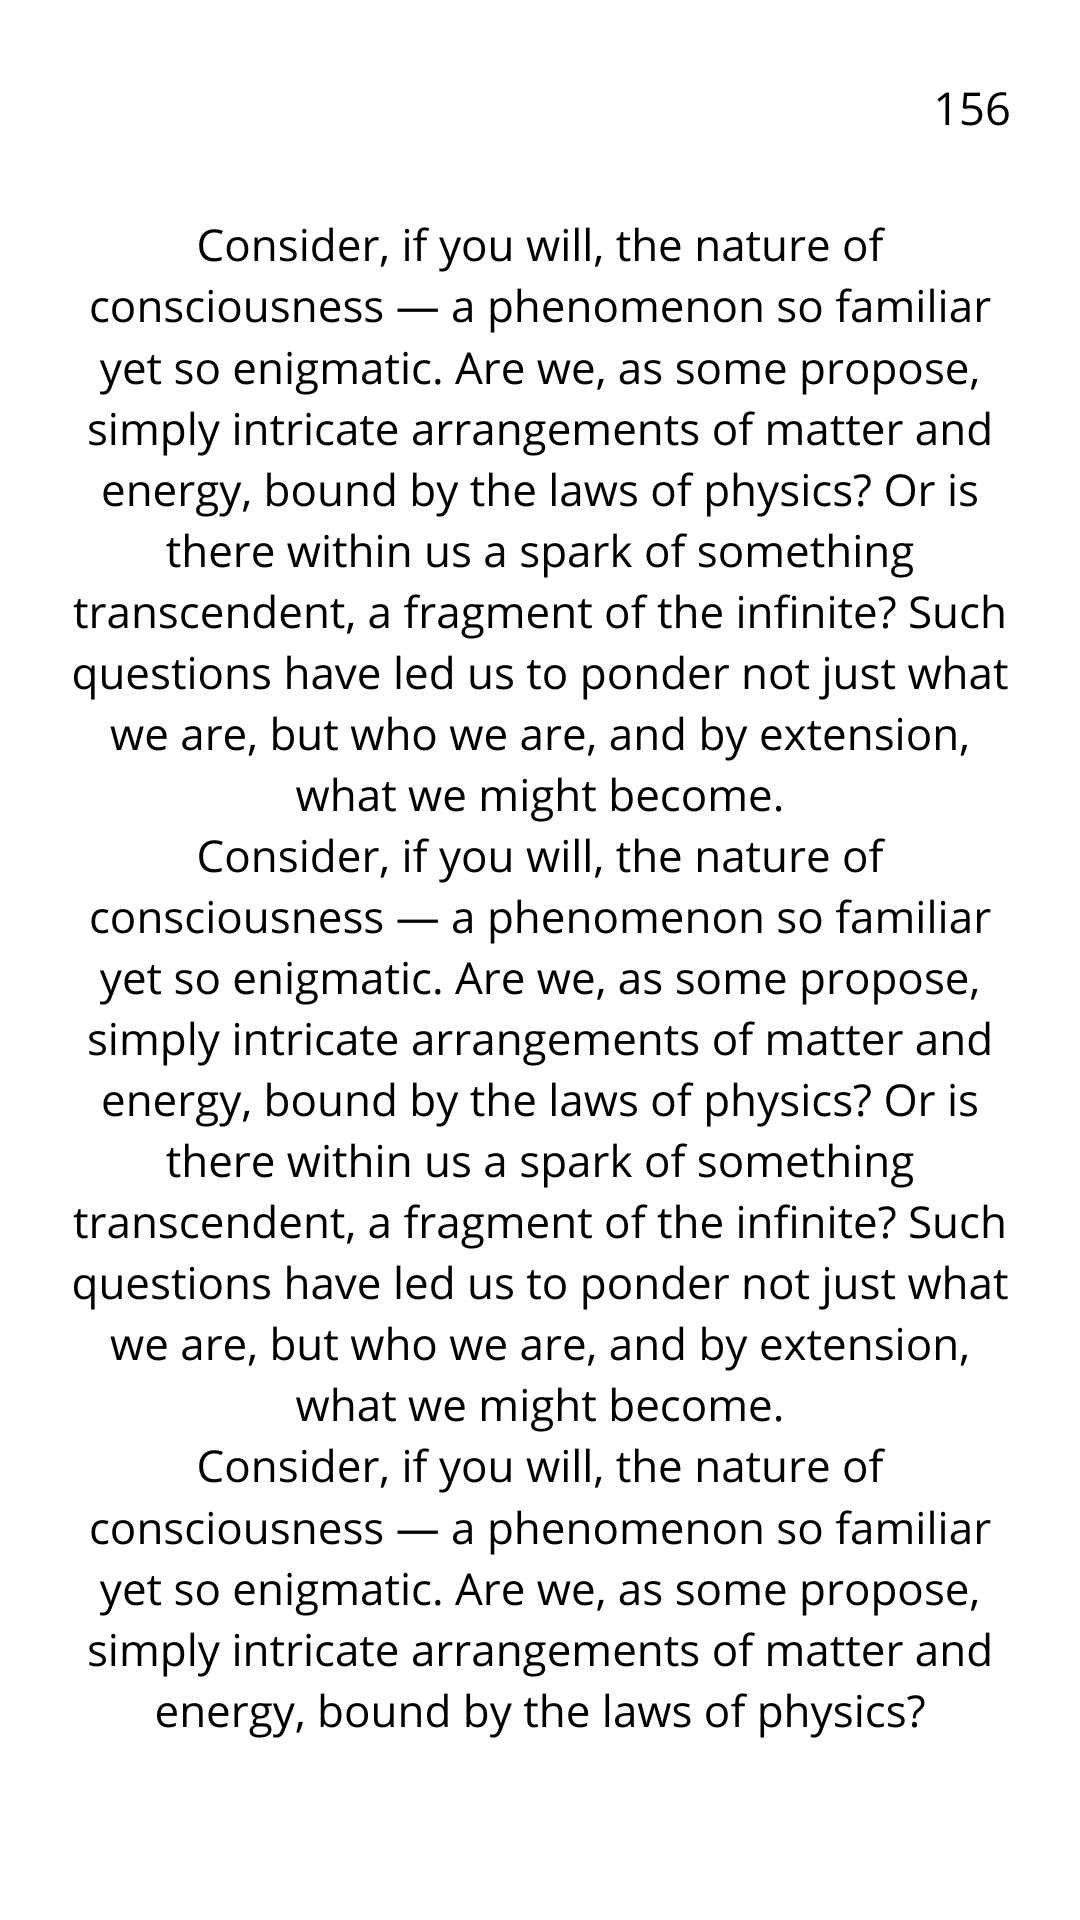 156
Consider, if you will, the nature of
consciousness — a phenomenon so familiar
yet so enigmatic. Are we, as some propose,
simply intricate arrangements of matter and
energy, bound by the laws of physics? Or is
there within us a spark of something
transcendent, a fragment of the infinite? Such
questions have led us to ponder not just what
we are, but who we are, and by extension,
what we might become.
Consider, if you will, the nature of
consciousness — a phenomenon so familiar
yet so enigmatic. Are we, as some propose,
simply intricate arrangements of matter and
energy, bound by the laws of physics? Or is
there within us a spark of something
transcendent, a fragment of the infinite? Such
questions have led us to ponder not just what
we are, but who we are, and by extension,
what we might become.
Consider, if you will, the nature of
consciousness — a phenomenon so familiar
yet so enigmatic. Are we, as some propose,
simply intricate arrangements of matter and
energy, bound by the laws of physics?